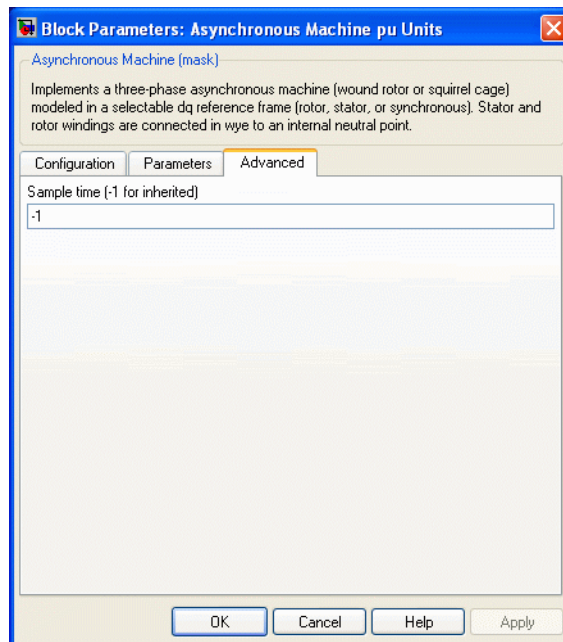 Block Parameters: Asynchronous Machine pu Units
Asynchronous Machine (mask)
Implements a three-phase asynchronous machine (wound rotor or squirrel cage)
modeled in a selectable dq reference frame (rotor, stator, or synchronous). Stator and
rotor windings are connected in wye to an internal neutral point.
Configuration Parameters Advanced
Sample time (-1 for inherited)
-1
OK Cancel Help Apply